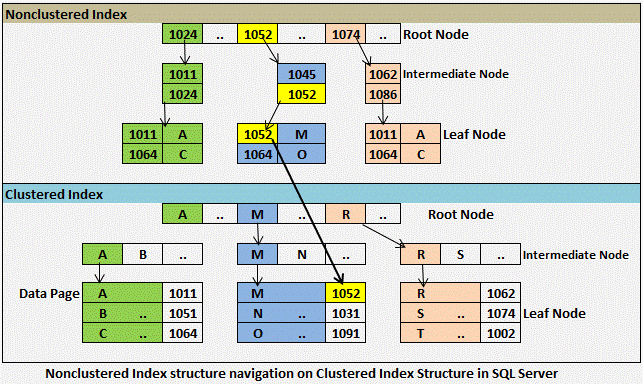 Nonclustered Index
1024 .. 1052 .. 1074 .. Root Node
1011 1045 1062 Intermediate Node
1024 1052 1086
1011 A 1052 M 1011 A Leaf Node
1064 C 1064 O 1064 C
Clustered Index
A .. M .. R .. Root Node
A B .. M N .. R S .. Intermediate Node
Data Page A 1011 M 1052 R 1062
B .. 1051 N .. 1031 S .. 1074 Leaf Node
C .. 1064 O .. 1091 T .. 1002
Nonclustered Index structure navigation on Clustered Index Structure in SQL Server